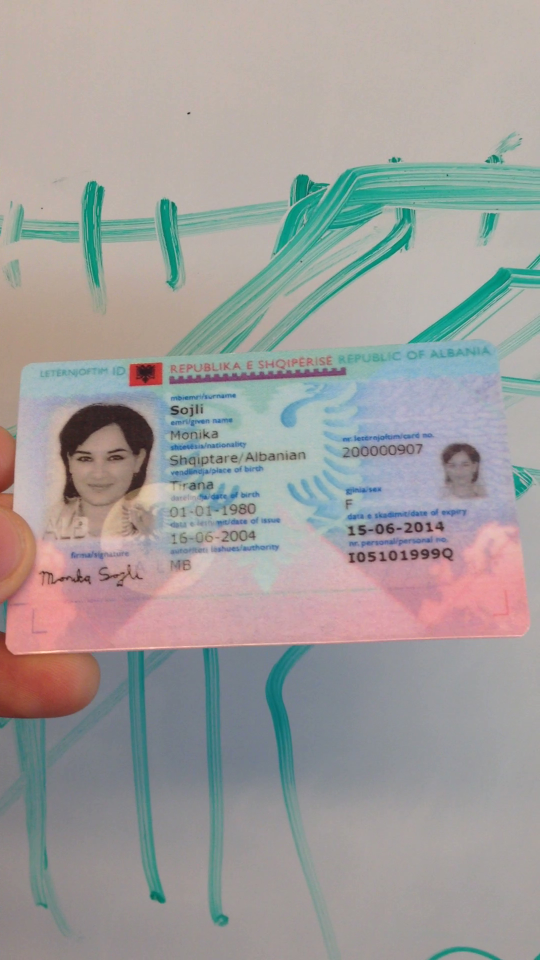 LETËRNJOFTIM ID REPUBLIKA E SHQIPËRISË REPUBLIC OF ALBANIA
mbiemri/surname
Sojli
emri/given name
Monika
shtetësia/nationality
Shqiptare/Albanian
nr. letërnjoftim/card no.
200000907
vendlindja/place of birth
Tirana
datëlindja/date of birth
01-01-1980
gjinia/sex
F
data e lëshimit/date of issue
16-06-2004
data e skadimit/date of expiry
15-06-2014
autoriteti lëshues/authority
MB
nr. personal/personal no.
I05101999Q
firma/signature
Monika Sojli